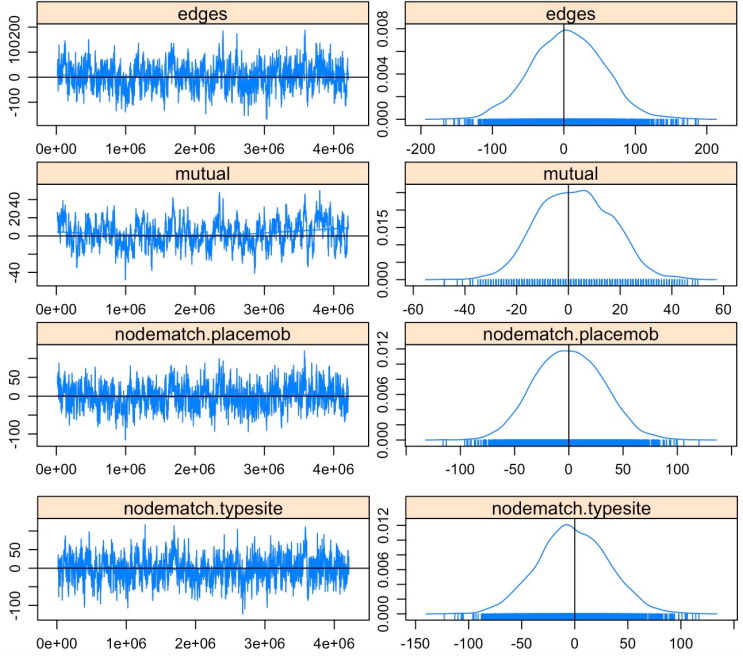 edges
-100 0 100200
0e+00 1e+06 2e+06 3e+06 4e+06
edges
0.000 0.004 0.008
-200 -100 0 100 200
mutual
-40 0 2040
0e+00 1e+06 2e+06 3e+06 4e+06
mutual
0.000 0.015
-60 -40 -20 0 20 40 60
nodematch.placemob
-100 0 50
0e+00 1e+06 2e+06 3e+06 4e+06
nodematch.placemob
0.000 0.006 0.012
-100 -50 0 50 100
nodematch.typesite
-100 0 50
0e+00 1e+06 2e+06 3e+06 4e+06
nodematch.typesite
0.000 0.006 0.012
-150 -100 -50 0 50 100